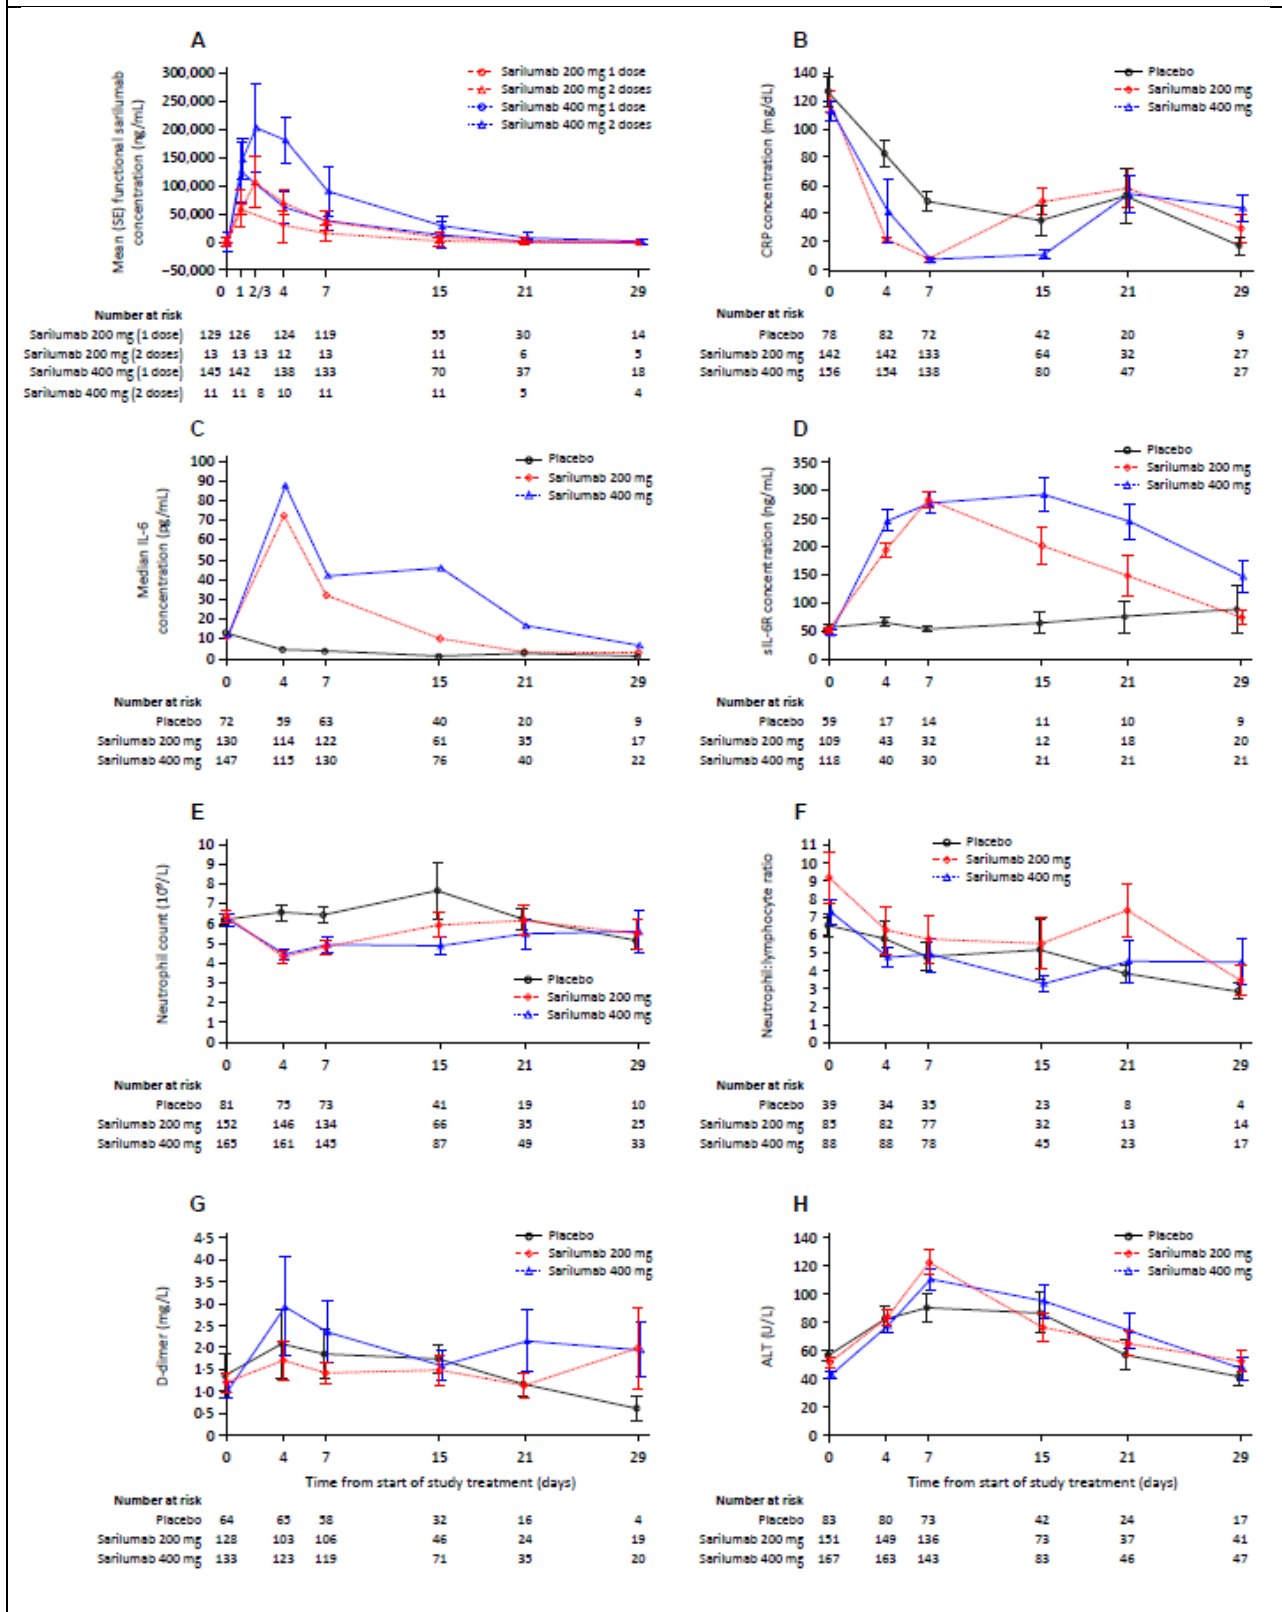 A
Mean (SE) functional sarilumab
concentration (ng/mL)
Sarilumab 200 mg 1 dose
Sarilumab 200 mg 2 doses
Sarilumab 400 mg 1 dose
Sarilumab 400 mg 2 doses
300,000
250,000
200,000
150,000
100,000
50,000
0
−50,000
0 1 2/3 4 7 15 21 29
Number at risk
Sarilumab 200 mg (1 dose) 129 126 124 119 55 30 14
Sarilumab 200 mg (2 doses) 13 13 13 12 13 11 6 5
Sarilumab 400 mg (1 dose) 145 142 138 133 70 37 18
Sarilumab 400 mg (2 doses) 11 11 8 10 11 11 5 4
B
CRP concentration (mg/dL)
Placebo
Sarilumab 200 mg
Sarilumab 400 mg
140
120
100
80
60
40
20
0
0 4 7 15 21 29
Number at risk
Placebo 78 82 72 42 20 9
Sarilumab 200 mg 142 142 133 64 32 27
Sarilumab 400 mg 156 154 138 80 47 27
C
Median IL-6
concentration (pg/mL)
Placebo
Sarilumab 200 mg
Sarilumab 400 mg
100
90
80
70
60
50
40
30
20
10
0
0 4 7 15 21 29
Number at risk
Placebo 72 59 63 40 20 9
Sarilumab 200 mg 130 114 122 61 35 17
Sarilumab 400 mg 147 115 130 76 40 22
D
sIL-6R concentration (ng/mL)
Placebo
Sarilumab 200 mg
Sarilumab 400 mg
350
300
250
200
150
100
50
0
0 4 7 15 21 29
Number at risk
Placebo 59 17 14 11 10 9
Sarilumab 200 mg 109 43 32 12 18 20
Sarilumab 400 mg 118 40 30 21 21 21
E
Neutrophil count (10⁹/L)
10
9
8
7
6
5
4
3
2
1
0
Placebo
Sarilumab 200 mg
Sarilumab 400 mg
0 4 7 15 21 29
Number at risk
Placebo 81 75 73 41 19 10
Sarilumab 200 mg 152 146 134 66 35 25
Sarilumab 400 mg 165 161 145 87 49 33
F
Neutrophil:lymphocyte ratio
Placebo
Sarilumab 200 mg
Sarilumab 400 mg
11
10
9
8
7
6
5
4
3
2
1
0
0 4 7 15 21 29
Number at risk
Placebo 39 34 35 23 8 4
Sarilumab 200 mg 85 82 77 32 13 14
Sarilumab 400 mg 88 88 78 45 23 17
G
D-dimer (mg/L)
Placebo
Sarilumab 200 mg
Sarilumab 400 mg
4·5
4·0
3·5
3·0
2·5
2·0
1·5
1·0
0·5
0
0 4 7 15 21 29
Time from start of study treatment (days)
Number at risk
Placebo 64 65 58 32 16 4
Sarilumab 200 mg 128 103 106 46 24 19
Sarilumab 400 mg 133 123 119 71 35 20
H
ALT (U/L)
Placebo
Sarilumab 200 mg
Sarilumab 400 mg
140
120
100
80
60
40
20
0
0 4 7 15 21 29
Time from start of study treatment (days)
Number at risk
Placebo 83 80 73 42 24 17
Sarilumab 200 mg 151 149 136 73 37 41
Sarilumab 400 mg 167 163 143 83 46 47